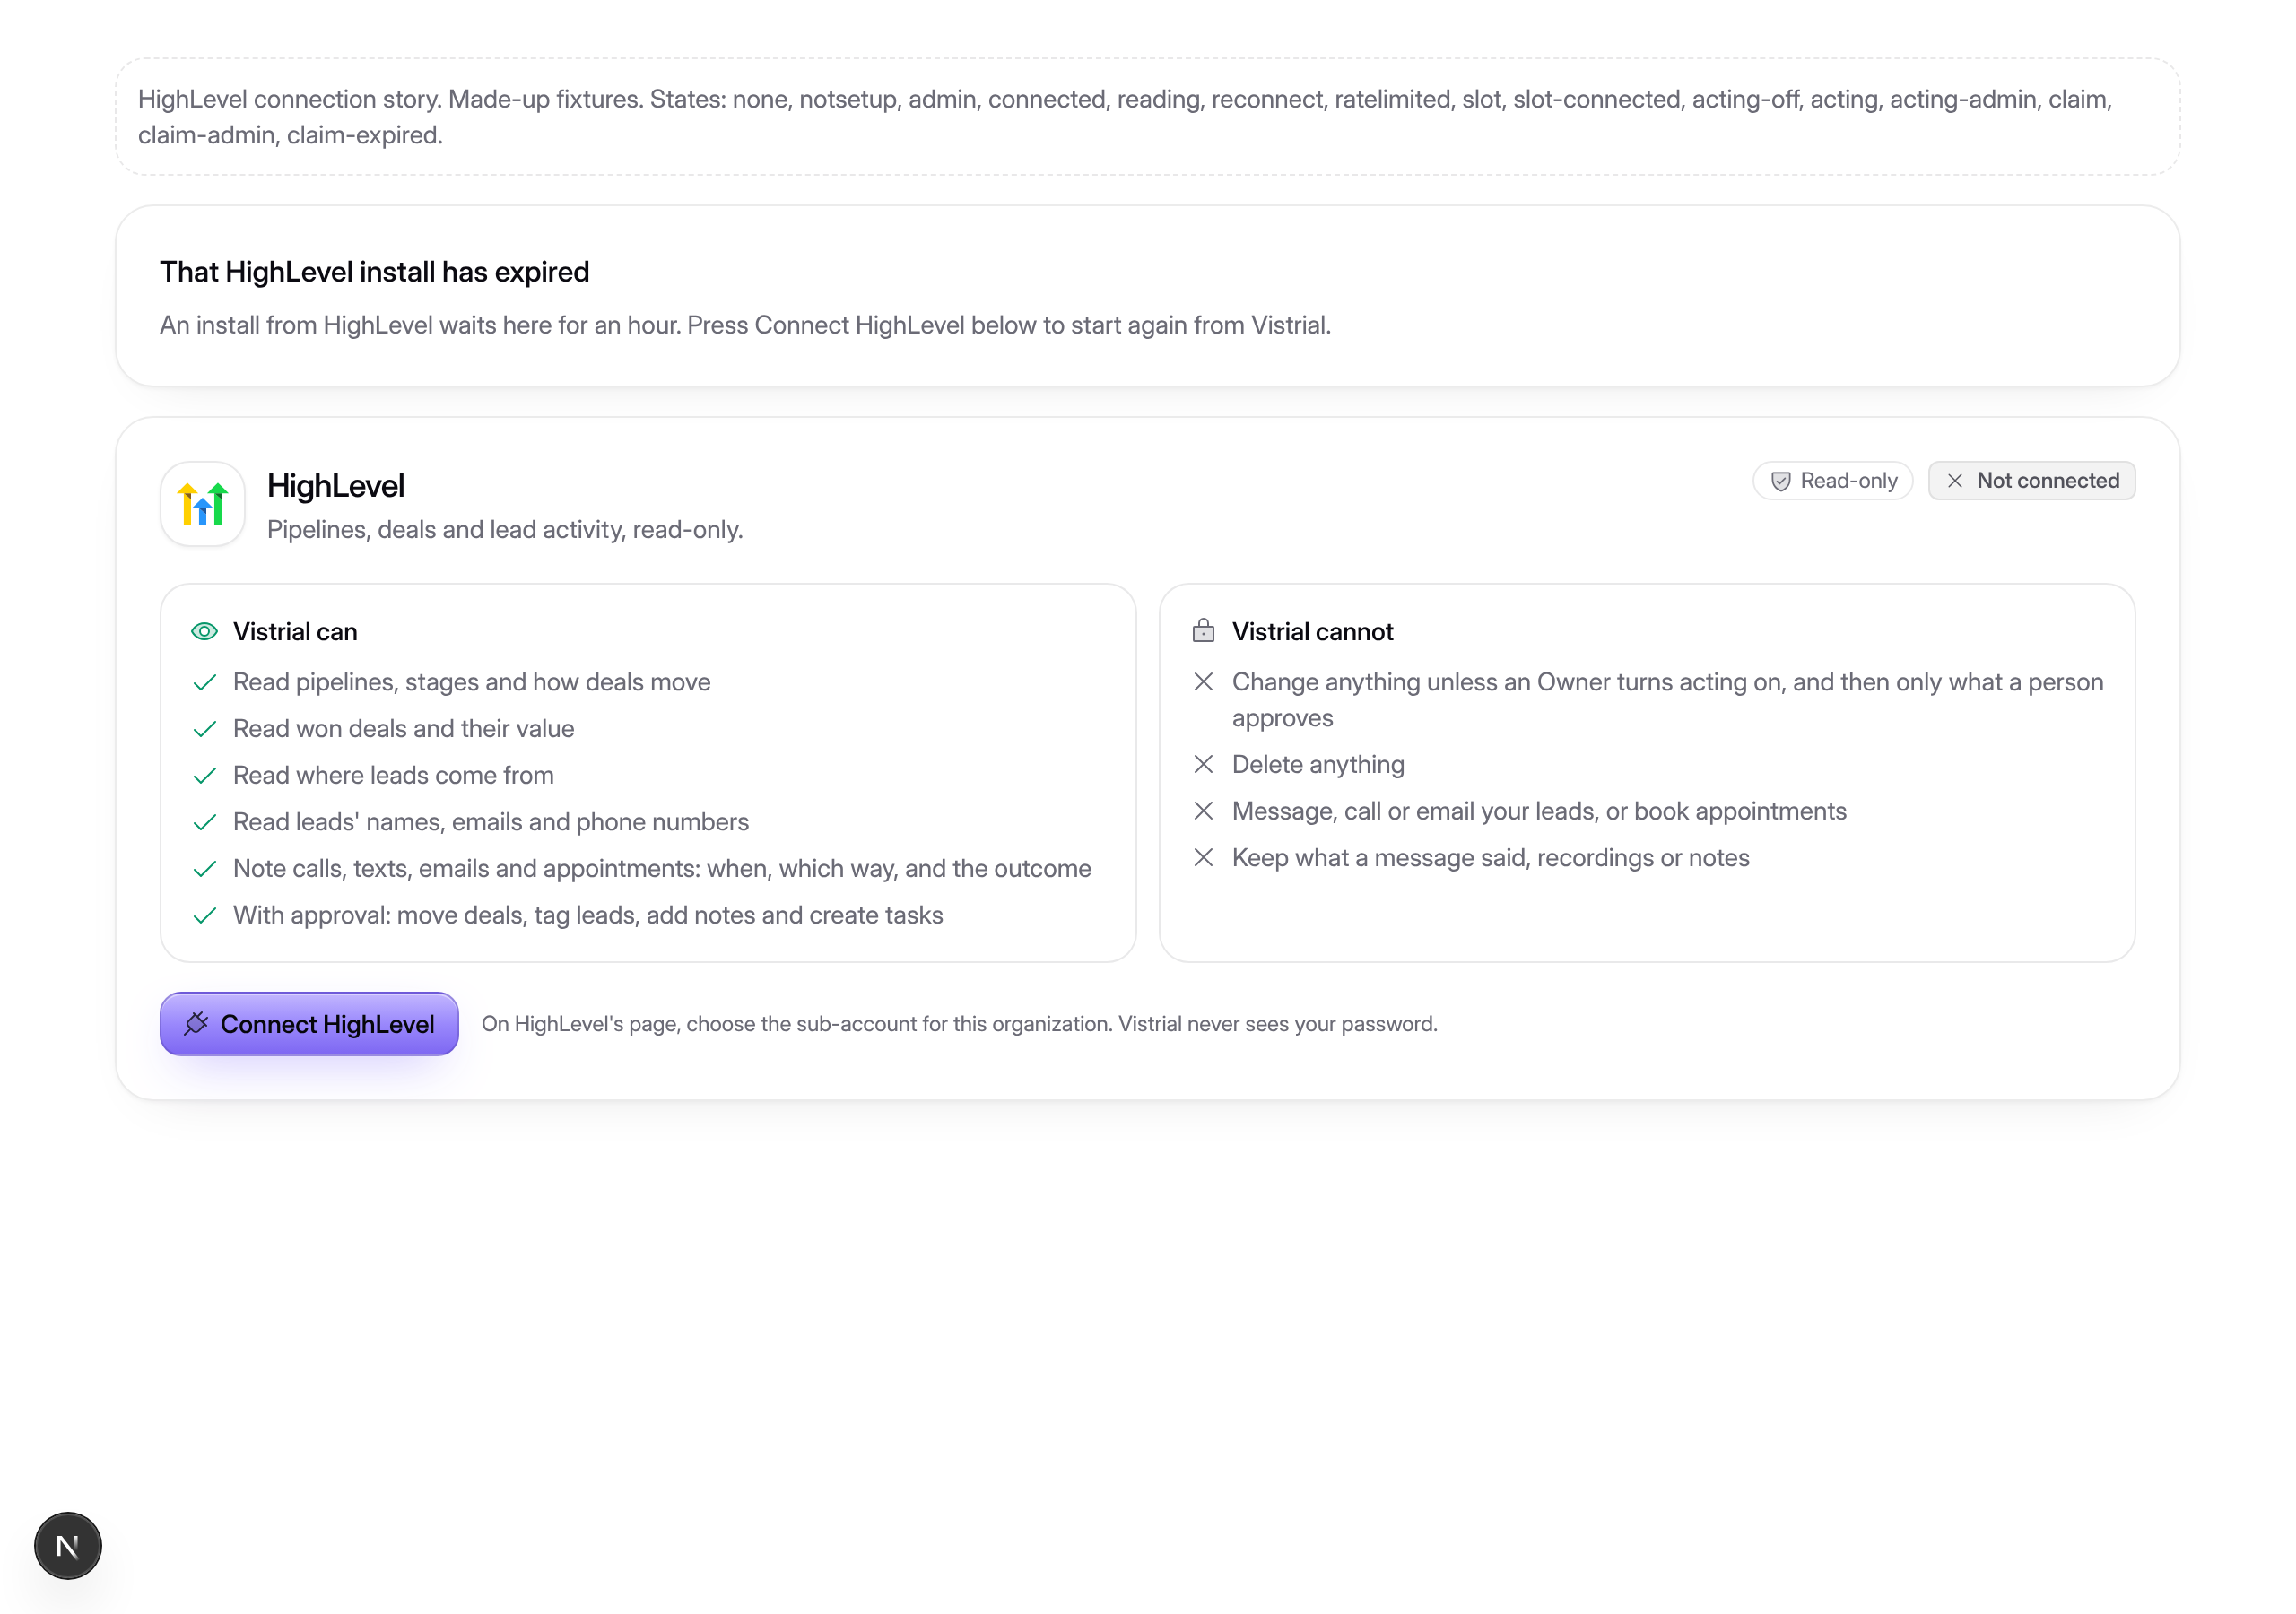 HighLevel connection story. Made-up fixtures. States: none, notsetup, admin, connected, reading, reconnect, ratelimited, slot, slot-connected, acting-off, acting, acting-admin, claim,
claim-admin, claim-expired.
That HighLevel install has expired
An install from HighLevel waits here for an hour. Press Connect HighLevel below to start again from Vistrial.
HighLevel
Pipelines, deals and lead activity, read-only.
Read-only
Not connected
Vistrial can
Read pipelines, stages and how deals move
Read won deals and their value
Read where leads come from
Read leads' names, emails and phone numbers
Note calls, texts, emails and appointments: when, which way, and the outcome
With approval: move deals, tag leads, add notes and create tasks
Vistrial cannot
Change anything unless an Owner turns acting on, and then only what a person
approves
Delete anything
Message, call or email your leads, or book appointments
Keep what a message said, recordings or notes
Connect HighLevel
On HighLevel's page, choose the sub-account for this organization. Vistrial never sees your password.
N